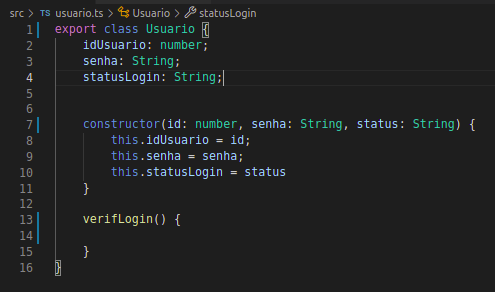 src > TS usuario.ts > Usuario > statusLogin
1 export class Usuario {
2 idUsuario: number;
3 senha: String;
4 statusLogin: String;
5
6
7 constructor(id: number, senha: String, status: String) {
8 this.idUsuario = id;
9 this.senha = senha;
10 this.statusLogin = status
11 }
12
13 verifLogin() {
14
15 }
16 }